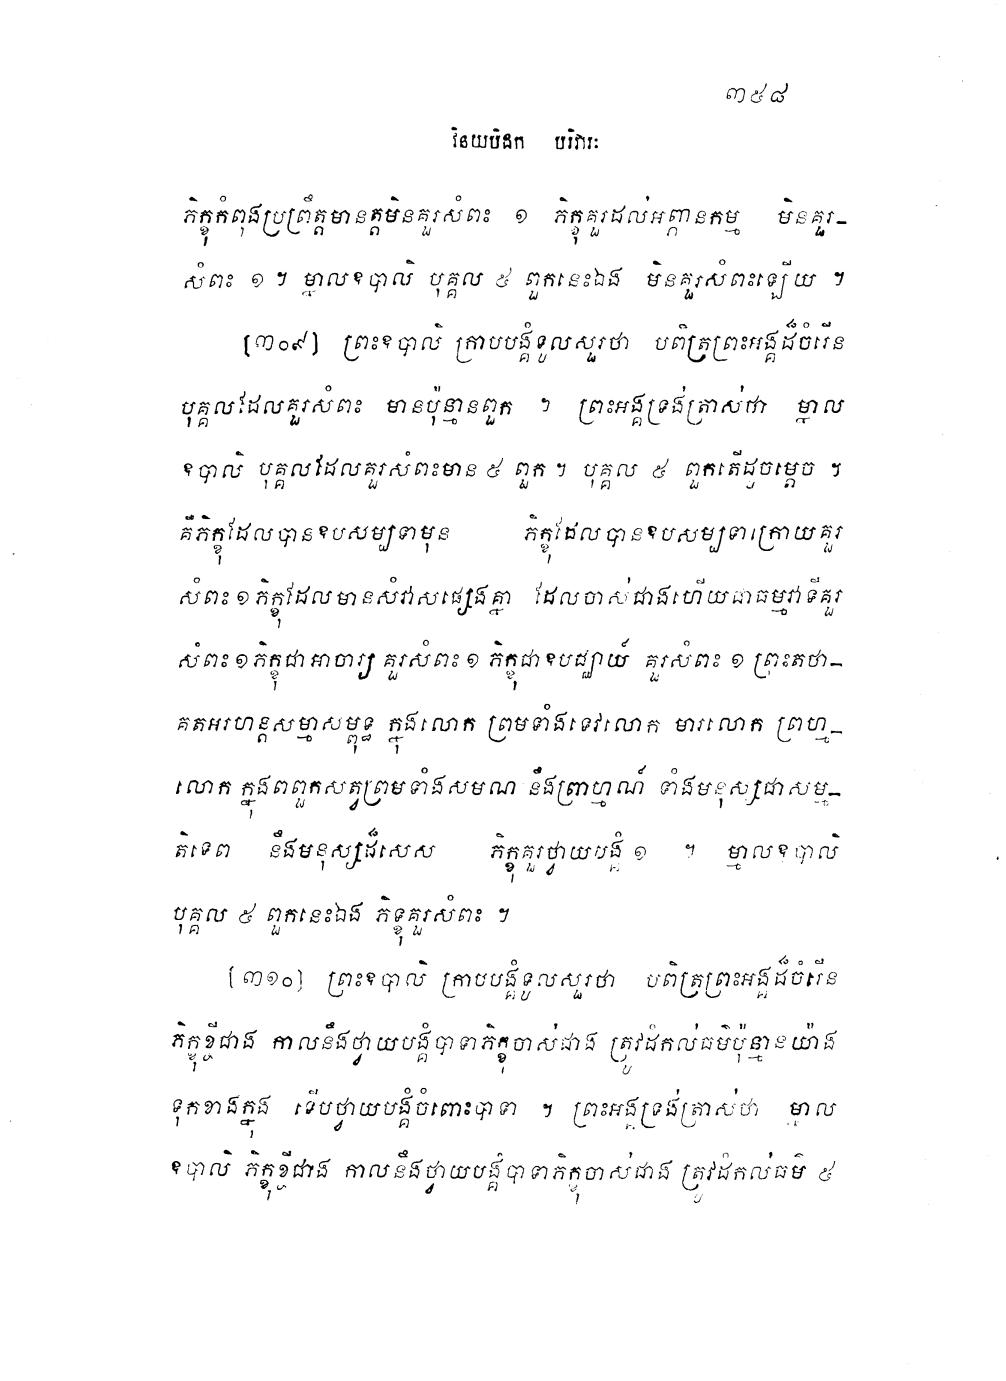 ៣៥៨
វិនយបិដក បរិវារៈ
ភិក្ខុកំពុងប្រព្រឹត្តមានត្តមិនគួរសំពះ ១ ភិក្ខុគួរដល់អព្ភានកម្ម មិនគួរ-
សំពះ ១ ។ ម្នាលឧបាលិ បុគ្គល ៥ ពួកនេះឯង មិនគួរសំពះឡើយ ។
[៣០៩] ព្រះឧបាលិ ក្រាបបង្គំទូលសួរថា បពិត្រព្រះអង្គដ៏ចំរើន
បុគ្គលដែលគួរសំពះ មានប៉ុន្មានពួក ។ ព្រះអង្គទ្រង់ត្រាស់ថា ម្នាល
ឧបាលិ បុគ្គលដែលគួរសំពះមាន ៥ ពួក ។ បុគ្គល ៥ ពួកតើដូចម្តេច ។
គឺភិក្ខុដែលបានឧបសម្បទាមុន ភិក្ខុដែលបានឧបសម្បទាក្រោយគួរ
សំពះ ១ ភិក្ខុដែលមានសំវាសផ្សេងគ្នា ដែលចាស់ជាងហើយជាធម្មវាទីគួរ
សំពះ ១ ភិក្ខុជាអាចារ្យ គួរសំពះ ១ ភិក្ខុជាឧបជ្ឈាយ៍ គួរសំពះ ១ ព្រះតថា-
គតអរហន្តសម្មាសម្ពុទ្ធ ក្នុងលោក ព្រមទាំងទេវលោក មារលោក ព្រហ្ម-
លោក ក្នុងពពួកសត្វព្រមទាំងសមណ នឹងព្រាហ្មណ៍ ទាំងមនុស្សជាសម្ម-
តិទេព នឹងមនុស្សដ៏សេស ភិក្ខុគួរថ្វាយបង្គំ ១ ។ ម្នាលឧបាលិ
បុគ្គល ៥ ពួកនេះឯង ភិក្ខុគួរសំពះ ។
[៣១០] ព្រះឧបាលិ ក្រាបបង្គំទូលសួរថា បពិត្រព្រះអង្គដ៏ចំរើន
ភិក្ខុខ្ចីជាង កាលនឹងថ្វាយបង្គំបាទាភិក្ខុចាស់ជាង ត្រូវដំកល់ធម៌ប៉ុន្មានយ៉ាង
ទុកខាងក្នុង ទើបថ្វាយបង្គំចំពោះបាទា ។ ព្រះអង្គទ្រង់ត្រាស់ថា ម្នាល
ឧបាលិ ភិក្ខុខ្ចីជាង កាលនឹងថ្វាយបង្គំបាទាភិក្ខុចាស់ជាង ត្រូវដំកល់ធម៌ ៥